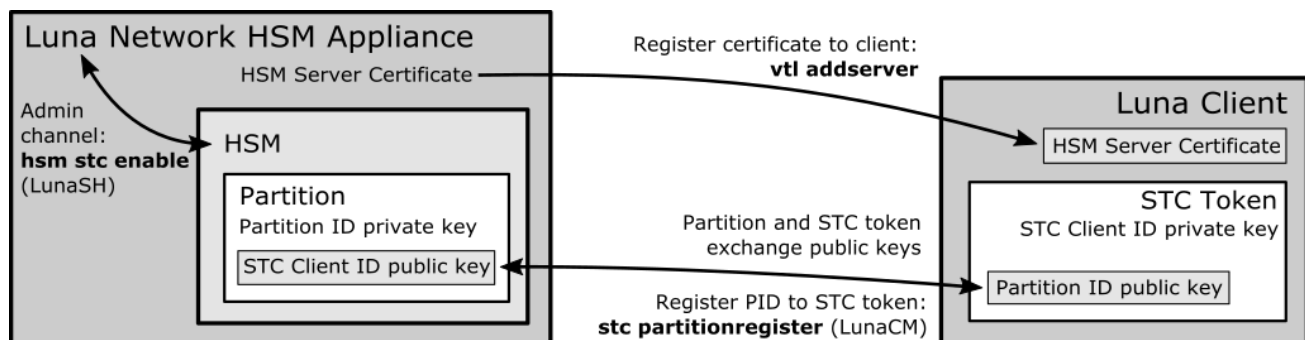 Luna Network HSM Appliance
HSM Server Certificate
Admin
channel:
hsm stc enable
(LunaSH)
HSM
Partition
Partition ID private key
STC Client ID public key
Register certificate to client:
vtl addserver
Partition and STC token
exchange public keys
Register PID to STC token:
stc partitionregister (LunaCM)
Luna Client
HSM Server Certificate
STC Token
STC Client ID private key
Partition ID public key